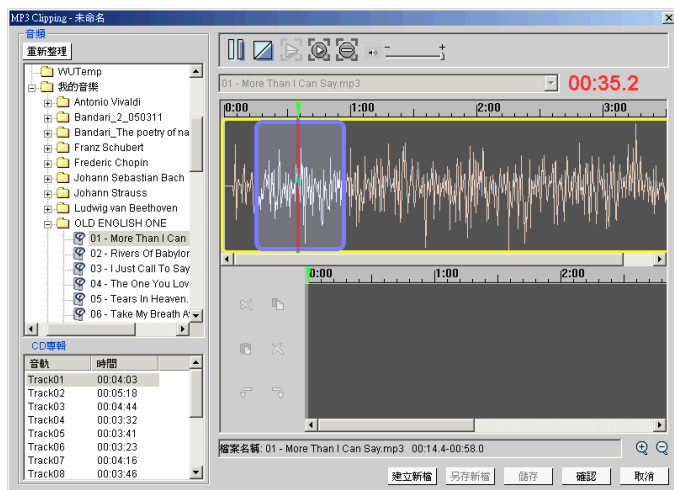 MP3 Clipping - 未命名
音頻
重新整理
WUTemp
我的音樂
Antonio Vivaldi
Bandari_2_050311
Bandari_The poetry of na
Franz Schubert
Frederic Chopin
Johann Sebastian Bach
Johann Strauss
Ludwig van Beethoven
OLD ENGLISH ONE
01 - More Than I Can
02 - Rivers Of Babylor
03 - I Just Call To Say
04 - The One You Lov
05 - Tears In Heaven.
06 - Take My Breath A
CD專輯
音軌 時間
Track01 00:04:03
Track02 00:05:18
Track03 00:04:44
Track04 00:03:32
Track05 00:03:41
Track06 00:03:23
Track07 00:04:16
Track08 00:03:46
01 - More Than I Can Say.mp3
00:35.2
0:00 1:00 2:00 3:00
0:00 1:00 2:00
檔案名稱: 01 - More Than I Can Say.mp3 00:14.4-00:58.0
建立新檔 另存新檔 儲存 確認 取消